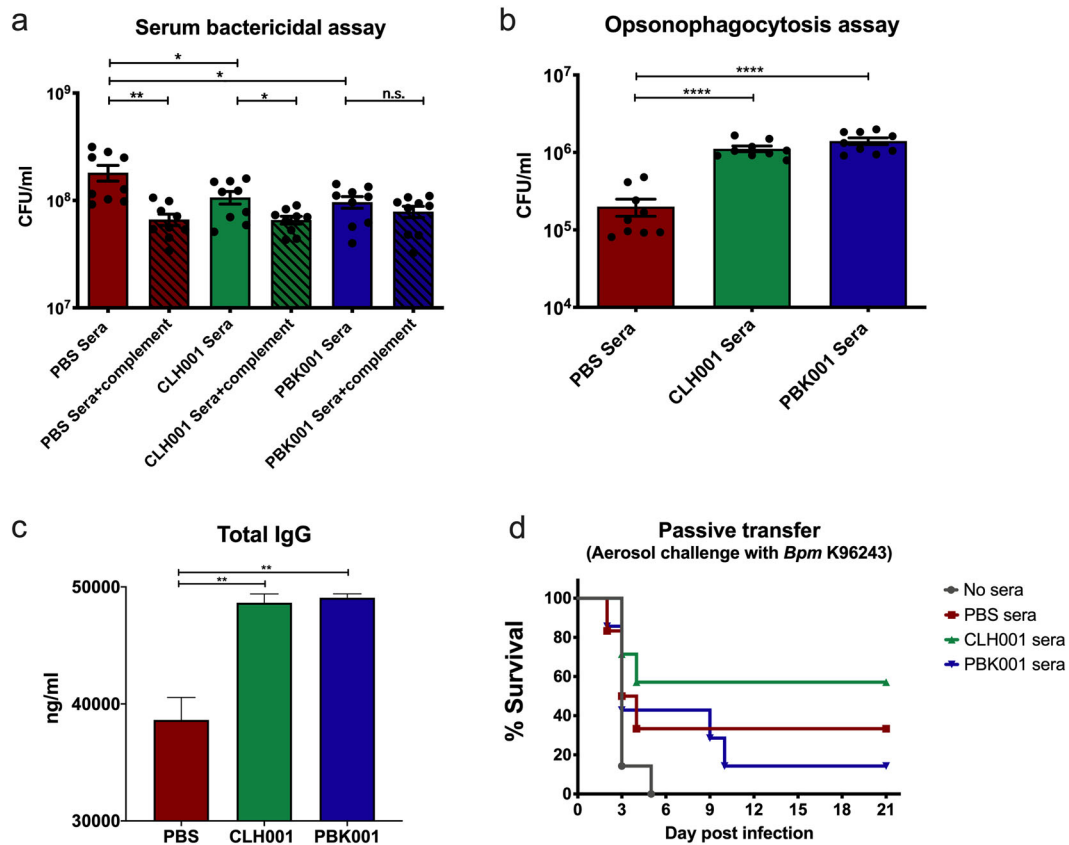 a
Serum bactericidal assay
*
*
**
*
n.s.
10⁹
10⁸
10⁷
CFU/ml
PBS Sera
PBS Sera+complement
CLH001 Sera
CLH001 Sera+complement
PBK001 Sera
PBK001 Sera+complement
b
Opsonophagocytosis assay
****
****
10⁷
10⁶
10⁵
10⁴
CFU/ml
PBS Sera
CLH001 Sera
PBK001 Sera
c
Total IgG
**
**
50000
40000
30000
ng/ml
PBS CLH001 PBK001
d
Passive transfer
(Aerosol challenge with Bpm K96243)
100
80
60
40
20
0
% Survival
0 3 6 9 12 15 18 21
Day post infection
No sera
PBS sera
CLH001 sera
PBK001 sera